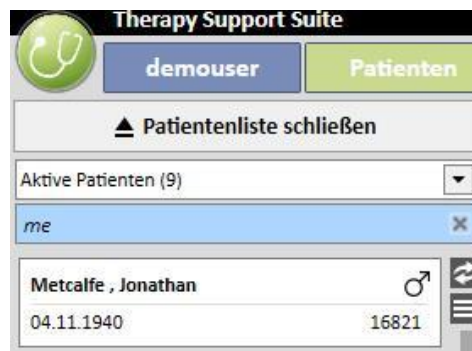 Therapy Support Suite
demouser
Patienten
Patientenliste schließen
Aktive Patienten (9)
me
Metcalfe , Jonathan
04.11.1940 16821